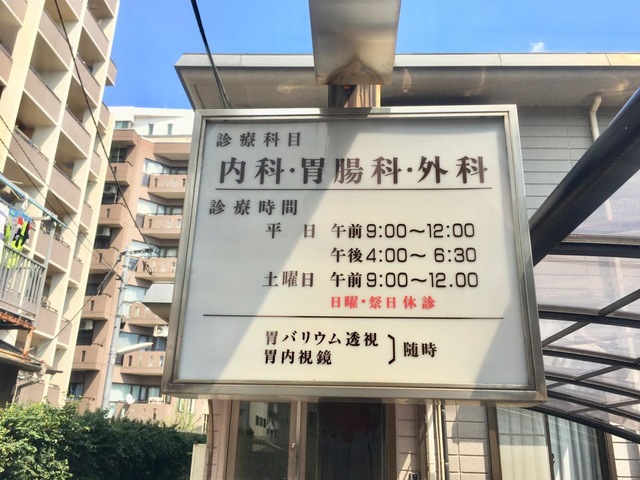 診療科目
内科・胃腸科・外科
診療時間
平日 午前9:00〜12:00
午後4:00〜6:30
土曜日 午前9:00〜12.00
日曜・祭日休診
胃バリウム透視
胃内視鏡
随時